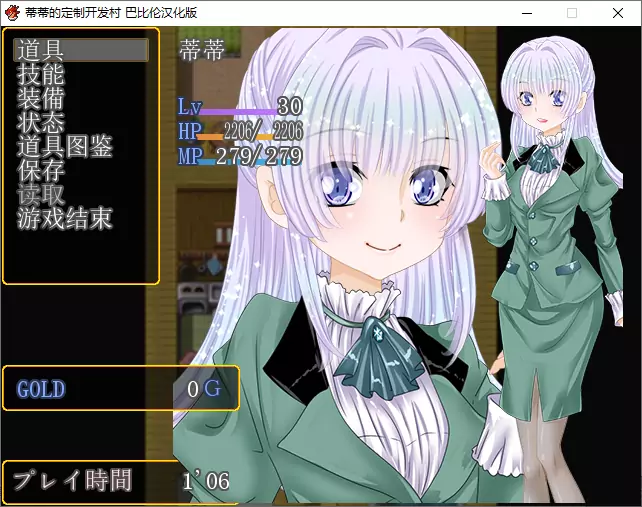 蒂蒂的定制开发村 巴比伦汉化版
道具
技能
装備
状态
道具图鉴
保存
读取
游戏结束
蒂蒂
Lv 30
HP 2206/ 2206
MP 279/279
GOLD 0 G
プレイ時間 1'06